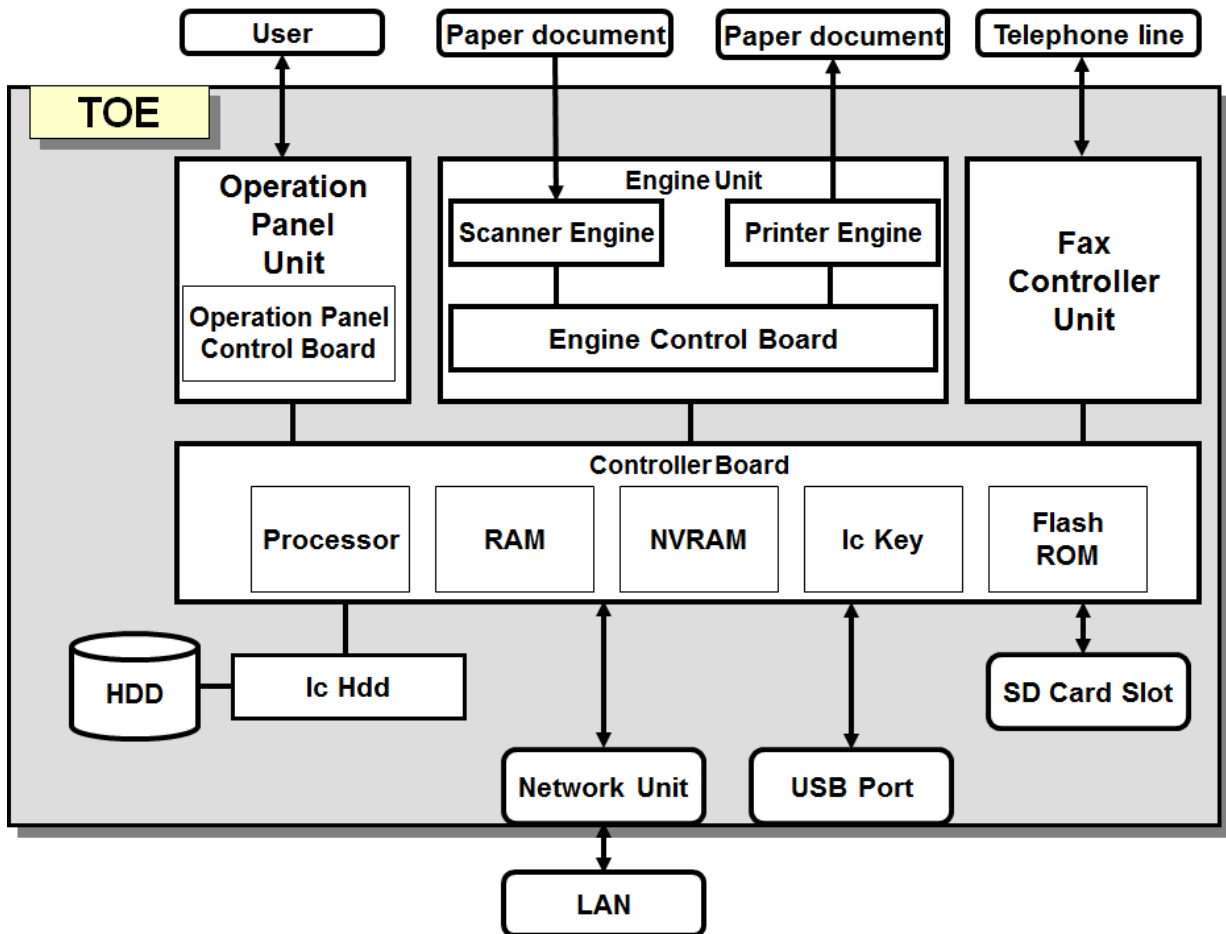 User
Paper document
Paper document
Telephone line
TOE
Operation
Panel
Unit
Operation Panel
Control Board
Engine Unit
Scanner Engine
Printer Engine
Engine Control Board
Fax
Controller
Unit
Controller Board
Processor
RAM
NVRAM
Ic Key
Flash
ROM
HDD
Ic Hdd
SD Card Slot
Network Unit
USB Port
LAN